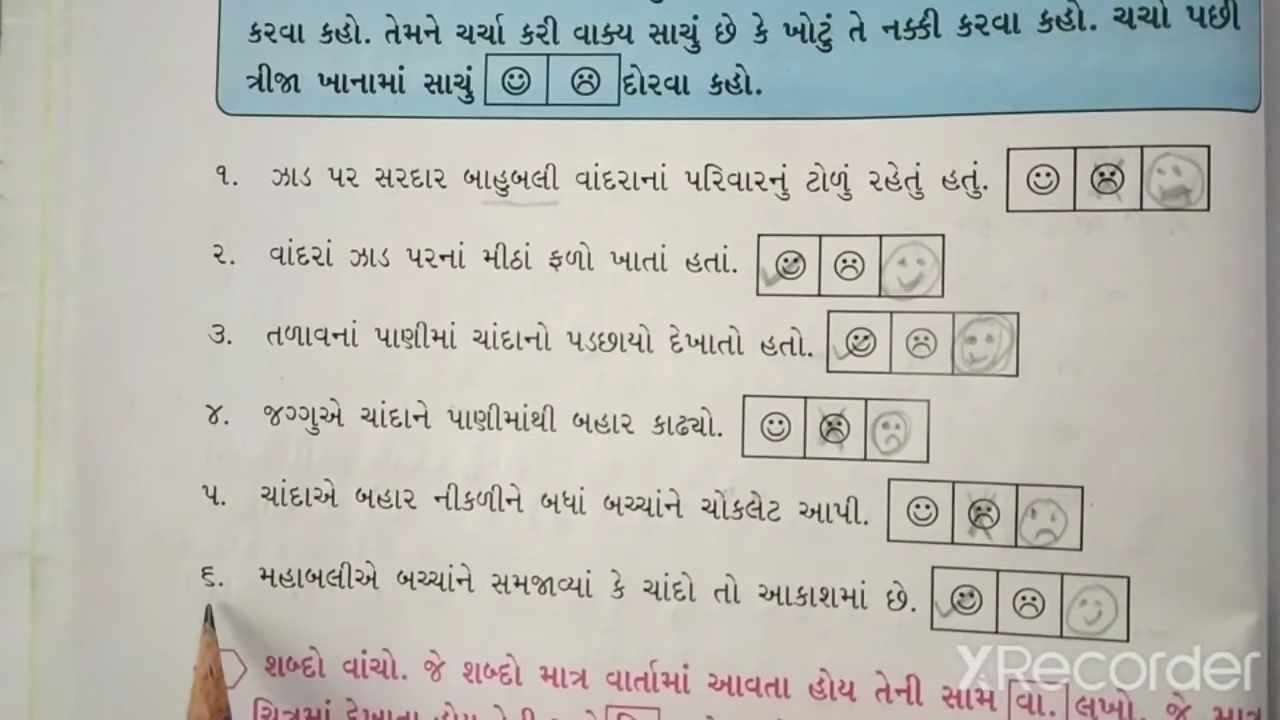 કરવા કહો. તેમને ચર્ચા કરી વાક્ય સાચું છે કે ખોટું તે નક્કી કરવા કહો. ચર્ચા પછી
ત્રીજા ખાનામાં સાચું ☺ ☹ દોરવા કહો.
૧. ઝાડ પર સરદાર બાહુબલી વાંદરાનાં પરિવારનું ટોળું રહેતું હતું.
૨. વાંદરાં ઝાડ પરનાં મીઠાં ફળો ખાતાં હતાં.
૩. તળાવનાં પાણીમાં ચાંદાનો પડછાયો દેખાતો હતો.
૪. જગ્ગુએ ચાંદાને પાણીમાંથી બહાર કાઢ્યો.
૫. ચાંદાએ બહાર નીકળીને બધાં બચ્ચાંને ચોકલેટ આપી.
૬. મહાબલીએ બચ્ચાંને સમજાવ્યાં કે ચાંદો તો આકાશમાં છે.
શબ્દો વાંચો. જે શબ્દો માત્ર વાર્તામાં આવતા હોય તેની સામ વા. લખો. જે માત્ર
XRecorder